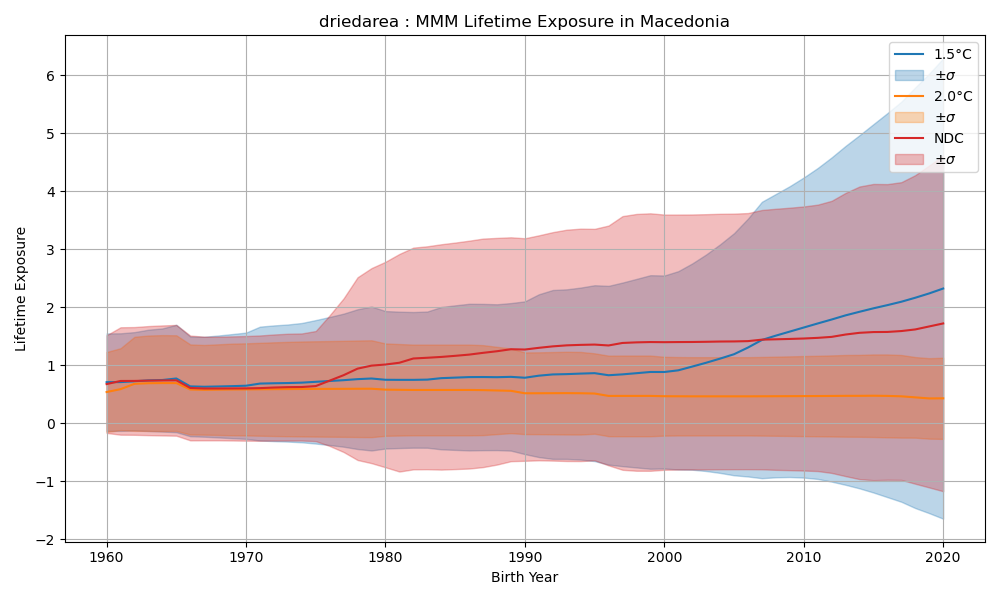 driedarea : MMM Lifetime Exposure in Macedonia
1.5°C
±σ
2.0°C
±σ
NDC
±σ
Lifetime Exposure
6
5
4
3
2
1
0
−1
−2
1960
1970
1980
1990
2000
2010
2020
Birth Year